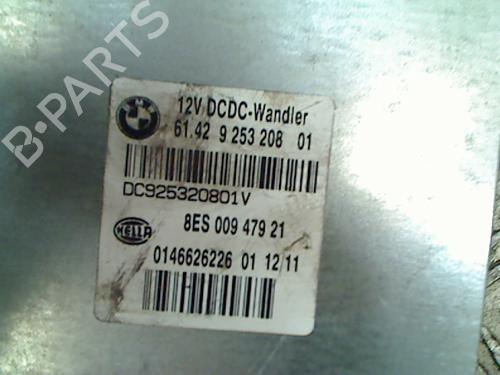 B-PARTS
BMW
12V DCDC-Wandler
61.42 9 253 208 01
DC925320801V
HELLA
8ES 009 479 21
0146626226 01 12 11